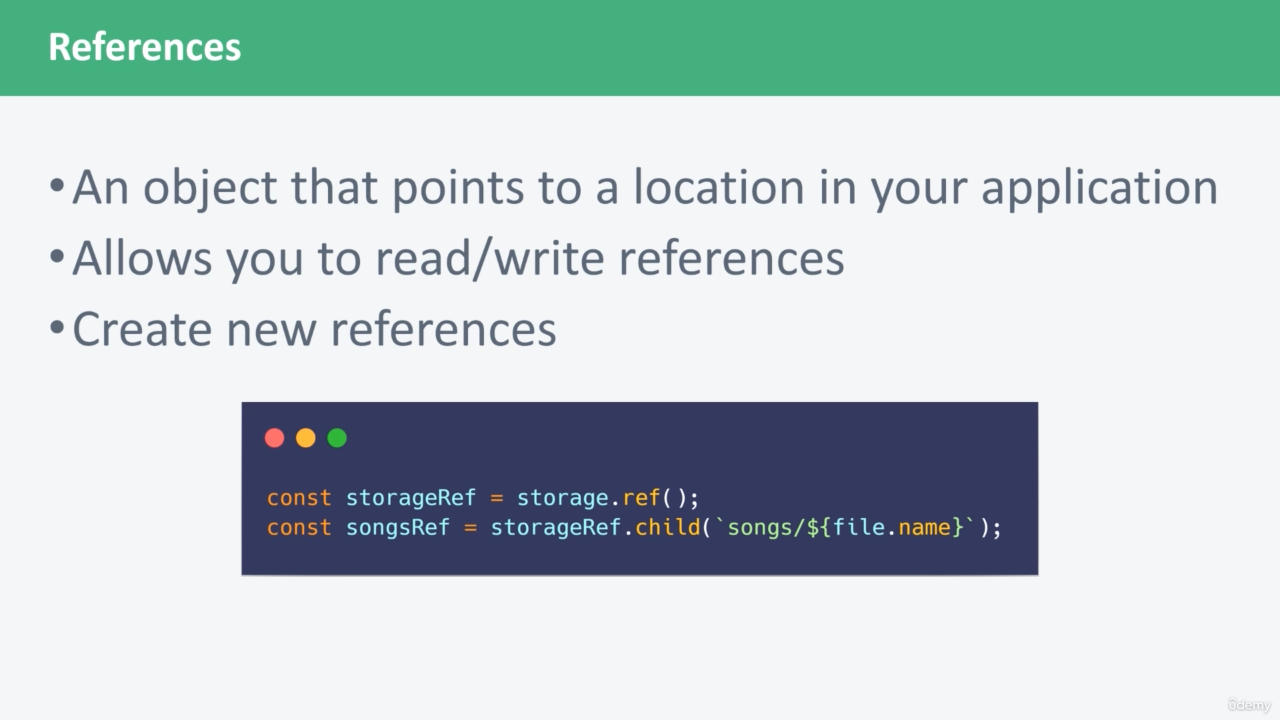 References
•An object that points to a location in your application
•Allows you to read/write references
•Create new references
const storageRef = storage.ref();
const songsRef = storageRef.child(`songs/${file.name}`);
ûdemy